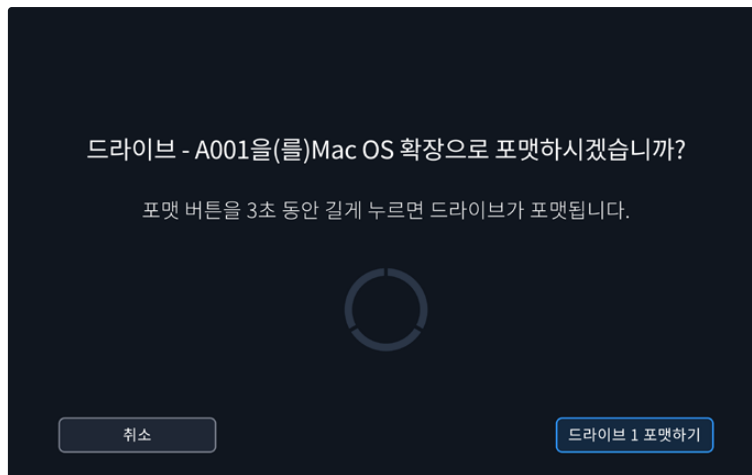 드라이브 - A001을(를)Mac OS 확장으로 포맷하시겠습니까?
포맷 버튼을 3초 동안 길게 누르면 드라이브가 포맷됩니다.
취소
드라이브 1 포맷하기